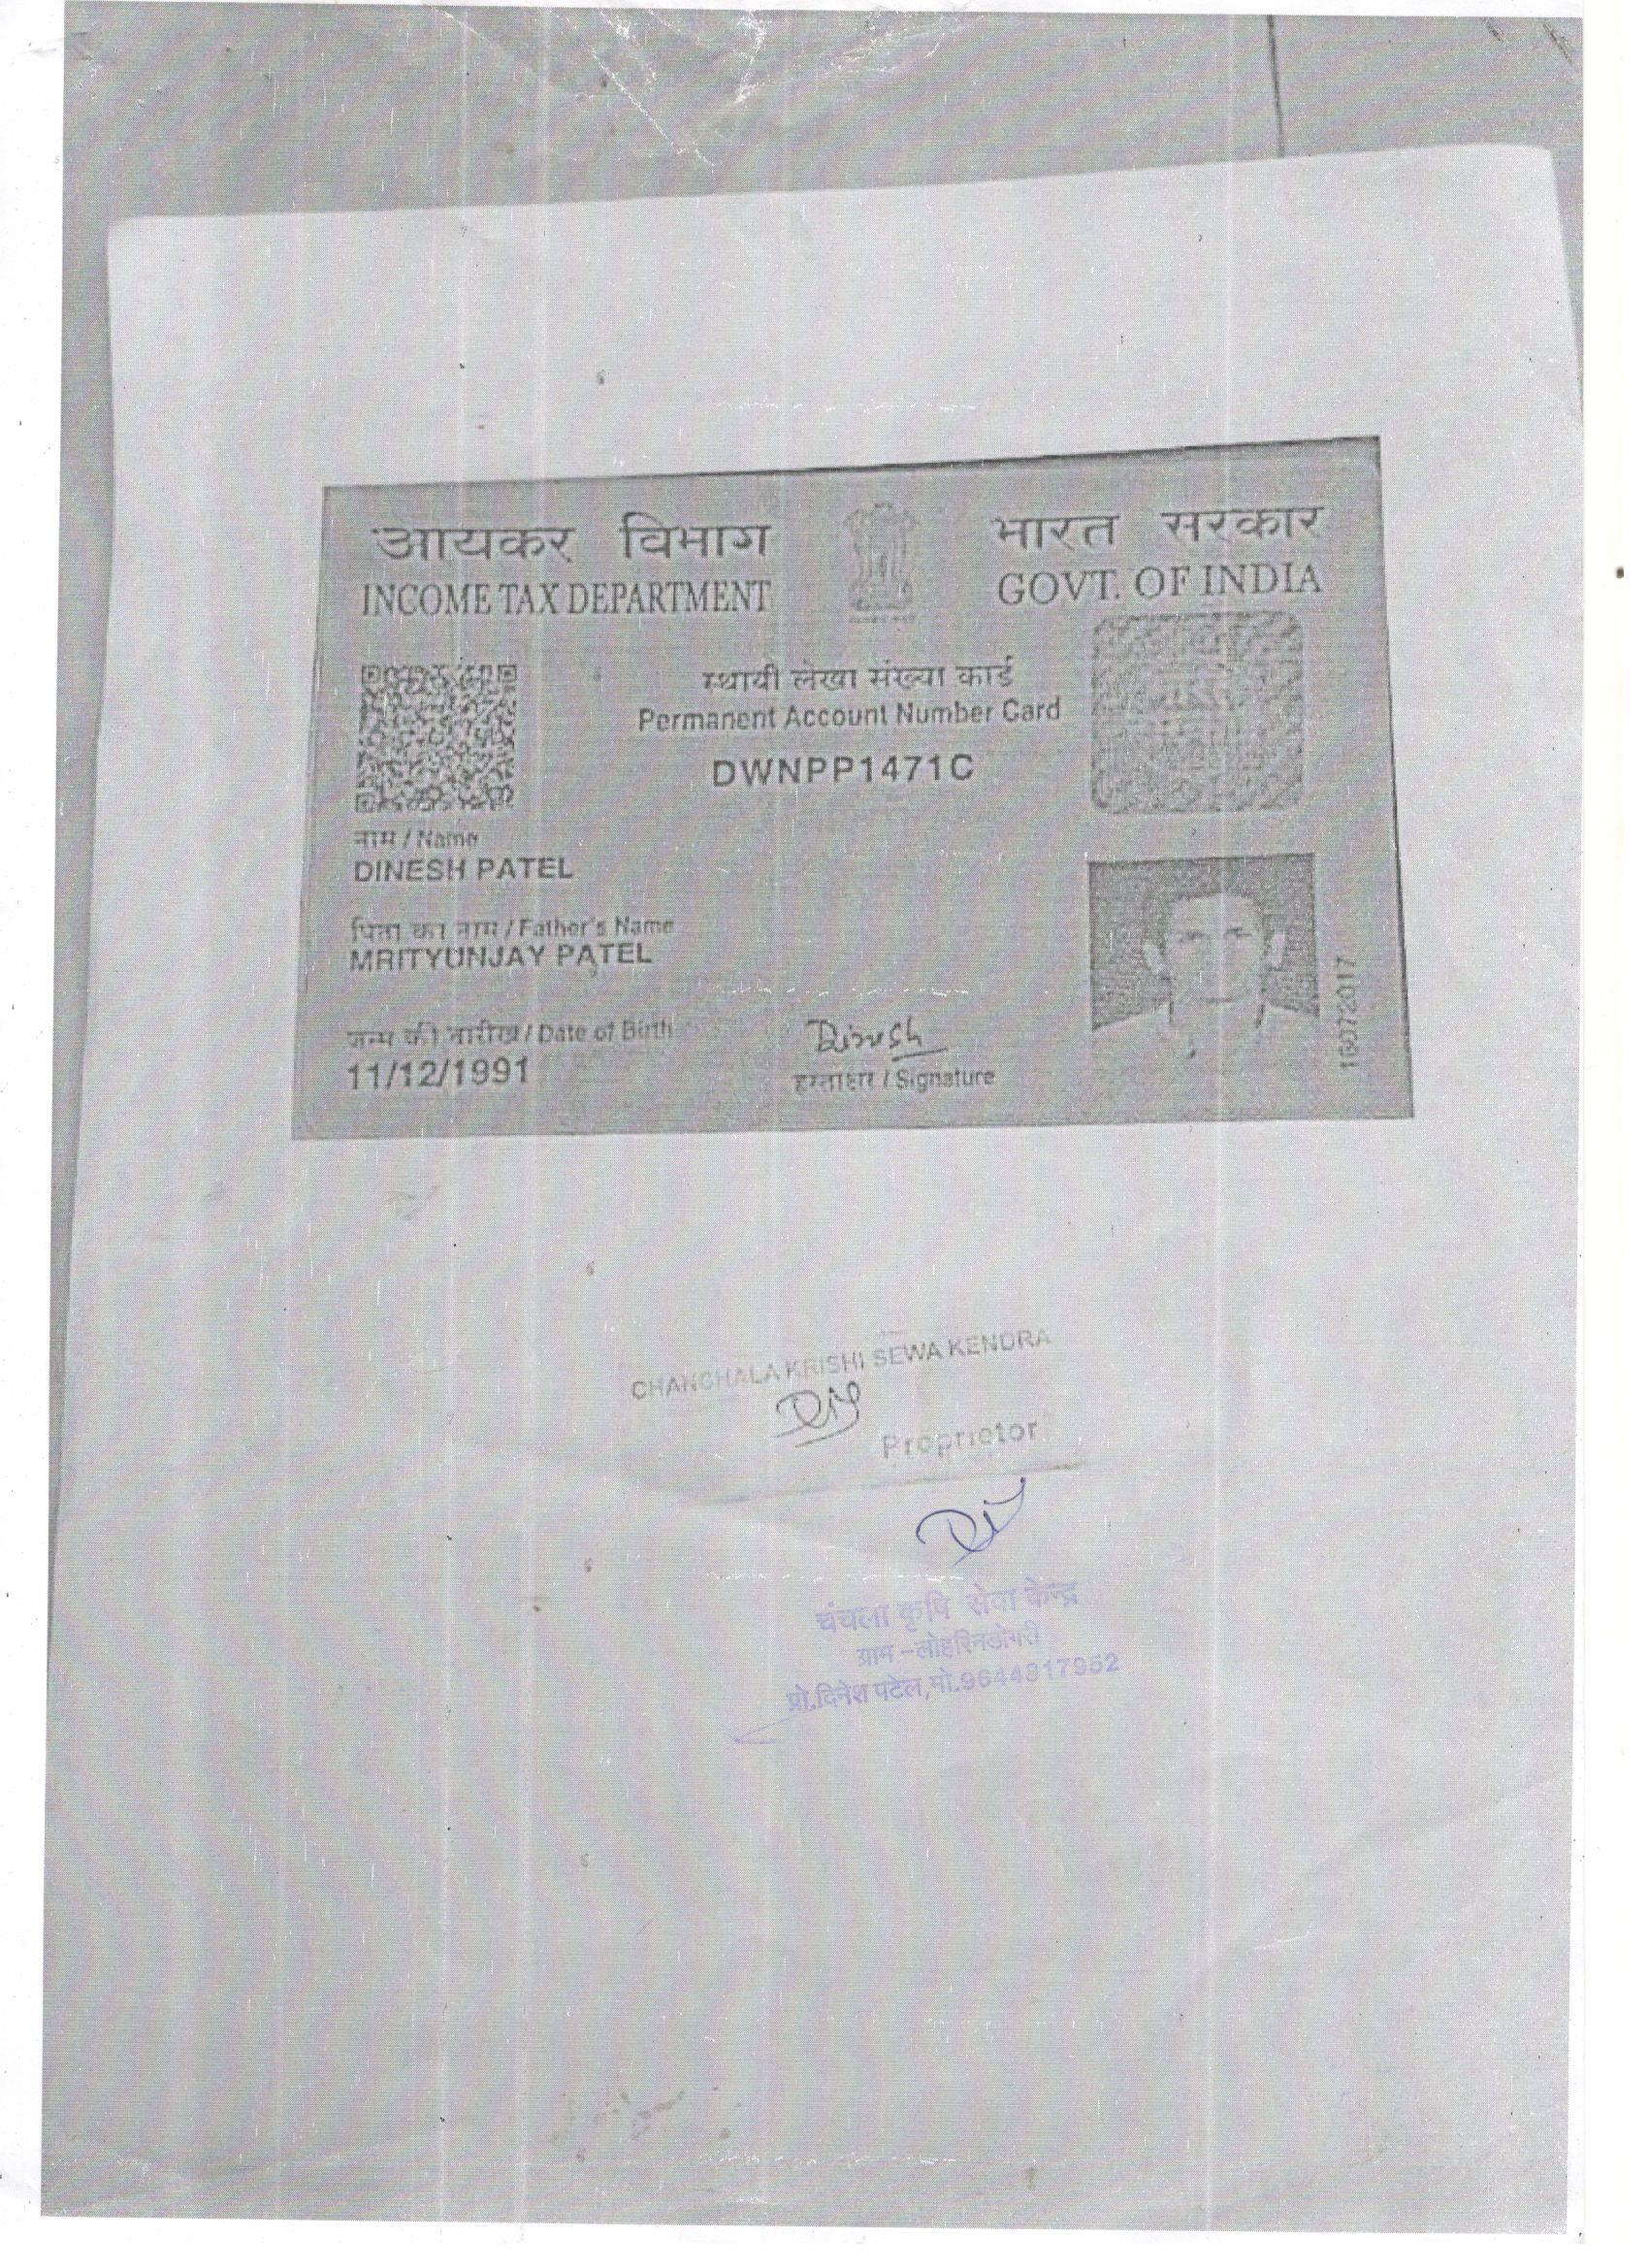 आयकर विभाग
INCOME TAX DEPARTMENT
भारत सरकार
GOVT. OF INDIA
स्थायी लेखा संख्या कार्ड
Permanent Account Number Card
DWNPP1471C
नाम / Name
DINESH PATEL
पिता का नाम / Father's Name
MRITYUNJAY PATEL
जन्म की तारीख / Date of Birth
11/12/1991
Dinesh
हस्ताक्षर / Signature
CHANCHALA KRISHI SEWA KENDRA
Proprietor
चंचला कृषि सेवा केन्द्र
ग्राम -लोहरिनडोंगरी
प्रो.दिनेश पटेल,मो.